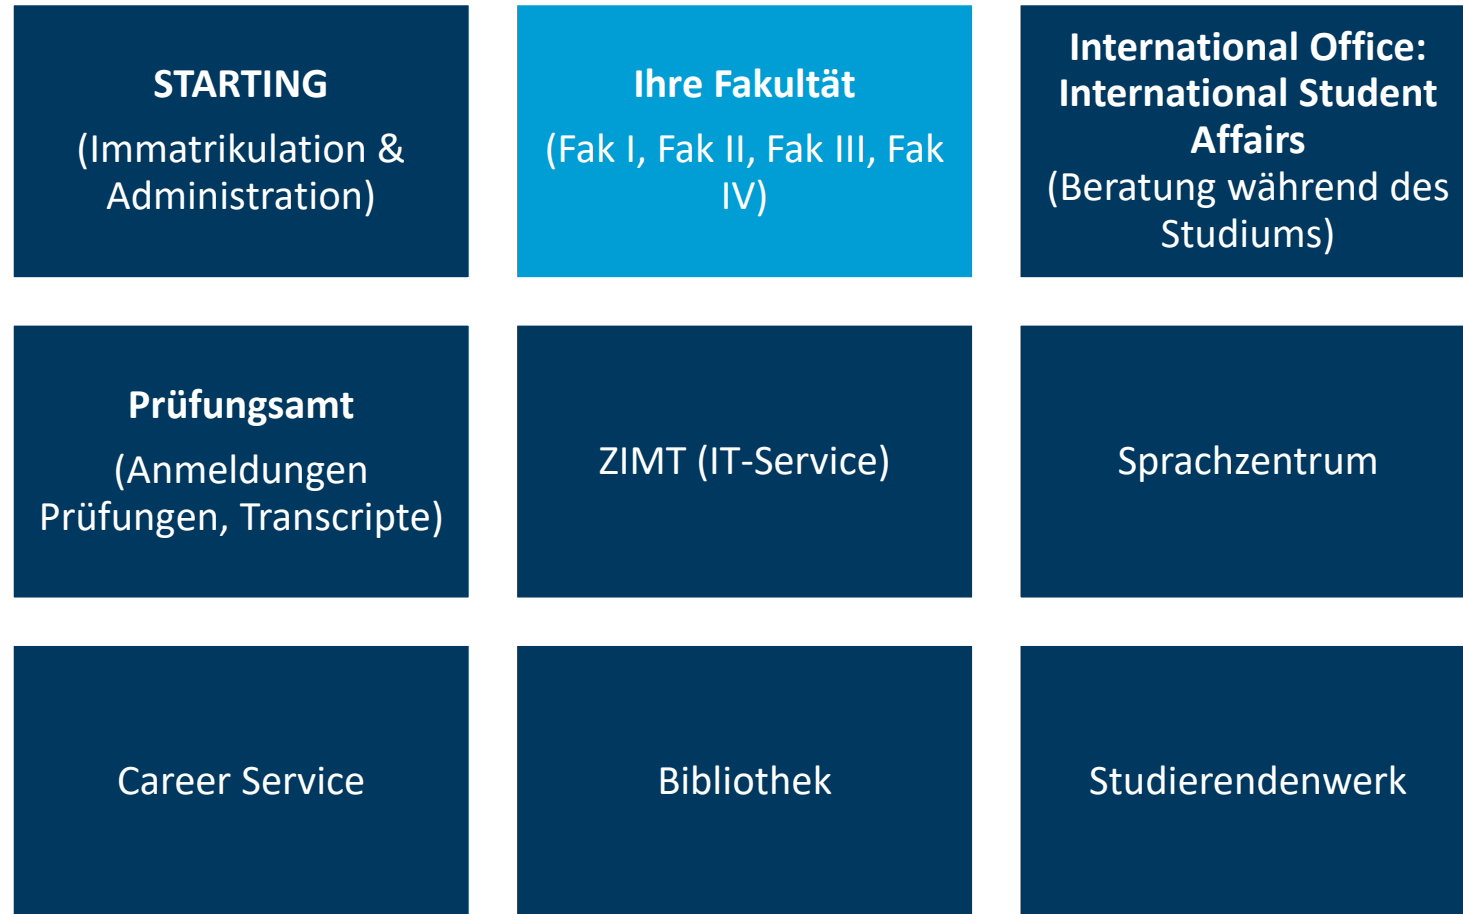 STARTING
(Immatrikulation &
Administration)
Ihre Fakultät
(Fak I, Fak II, Fak III, Fak
IV)
International Office:
International Student
Affairs
(Beratung während des
Studiums)
Prüfungsamt
(Anmeldungen
Prüfungen, Transcripte)
ZIMT (IT-Service)
Sprachzentrum
Career Service
Bibliothek
Studierendenwerk